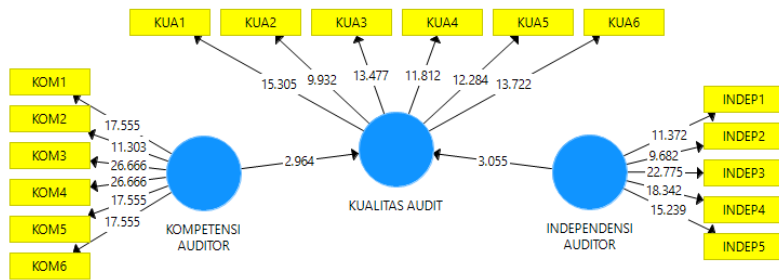 KUA1
KUA2
KUA3
KUA4
KUA5
KUA6
15.305
9.932
13.477
11.812
12.284
13.722
KOM1
KOM2
KOM3
KOM4
KOM5
KOM6
17.555
11.303
26.666
26.666
17.555
17.555
2.964
3.055
KOMPETENSI
AUDITOR
KUALITAS AUDIT
INDEPENDENSI
AUDITOR
11.372
9.682
22.775
18.342
15.239
INDEP1
INDEP2
INDEP3
INDEP4
INDEP5